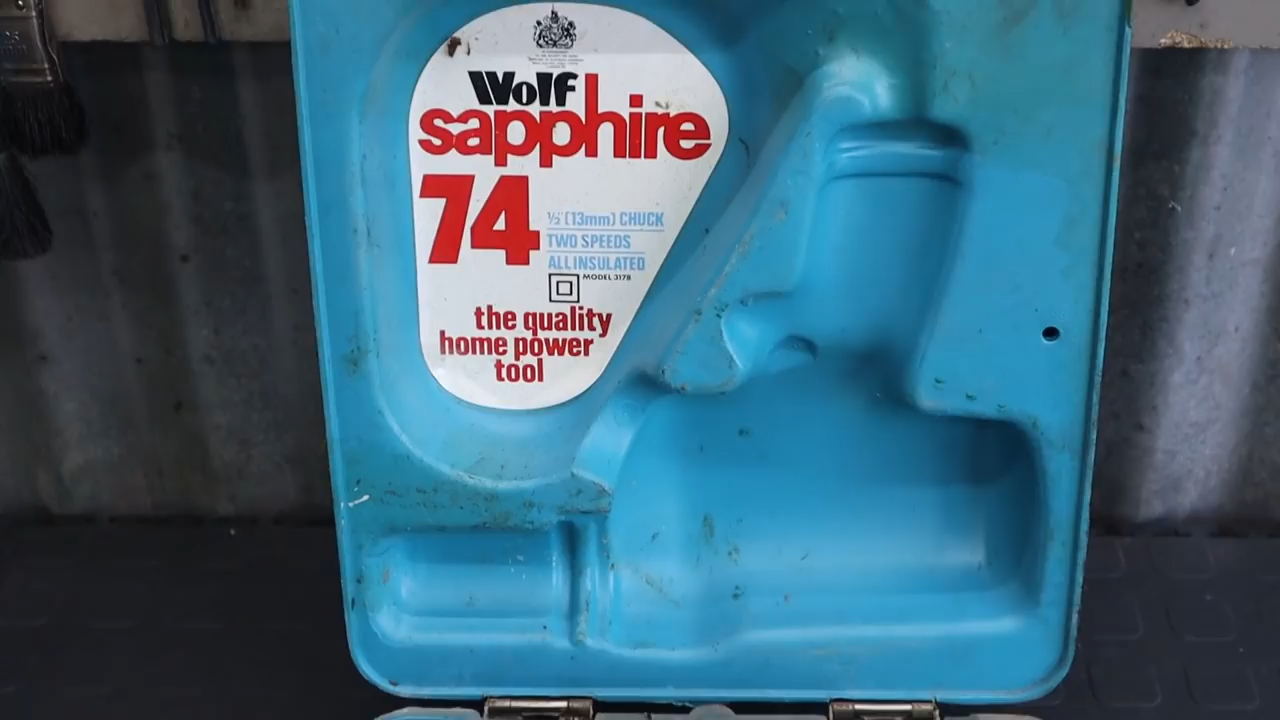 Wolf
sapphire
74
½"(13mm) CHUCK
TWO SPEEDS
ALL INSULATED
MODEL 3178
the quality
home power
tool